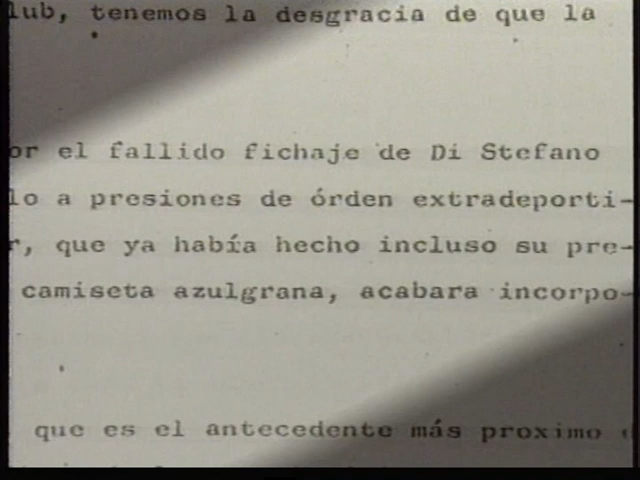 lub, tenemos la desgracia de que la
or el fallido fichaje de Di Stefano
lo a presiones de órden extradeporti-
r, que ya había hecho incluso su pre-
camiseta azulgrana, acabara incorpo-
que es el antecedente más proximo